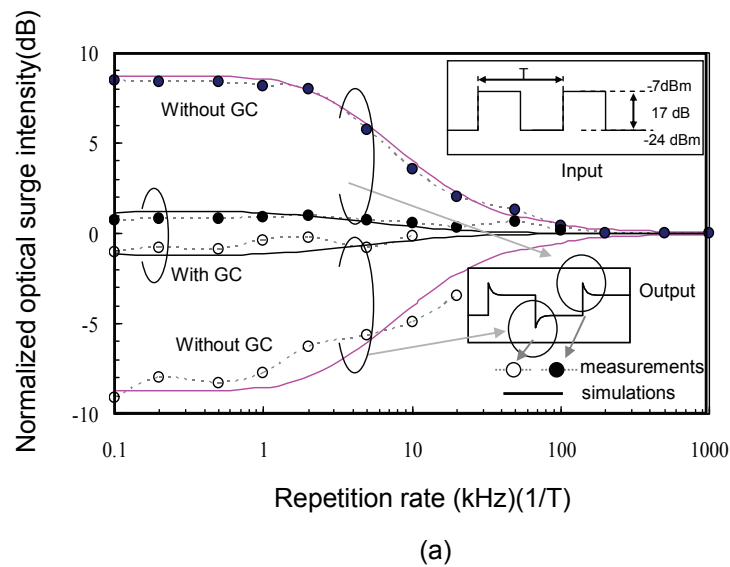 Normalized optical surge intensity(dB)
10
5
0
-5
-10
Without GC
With GC
Without GC
T
-7dBm
17 dB
-24 dBm
Input
Output
measurements
simulations
0.1
1
10
100
1000
Repetition rate (kHz)(1/T)
(a)